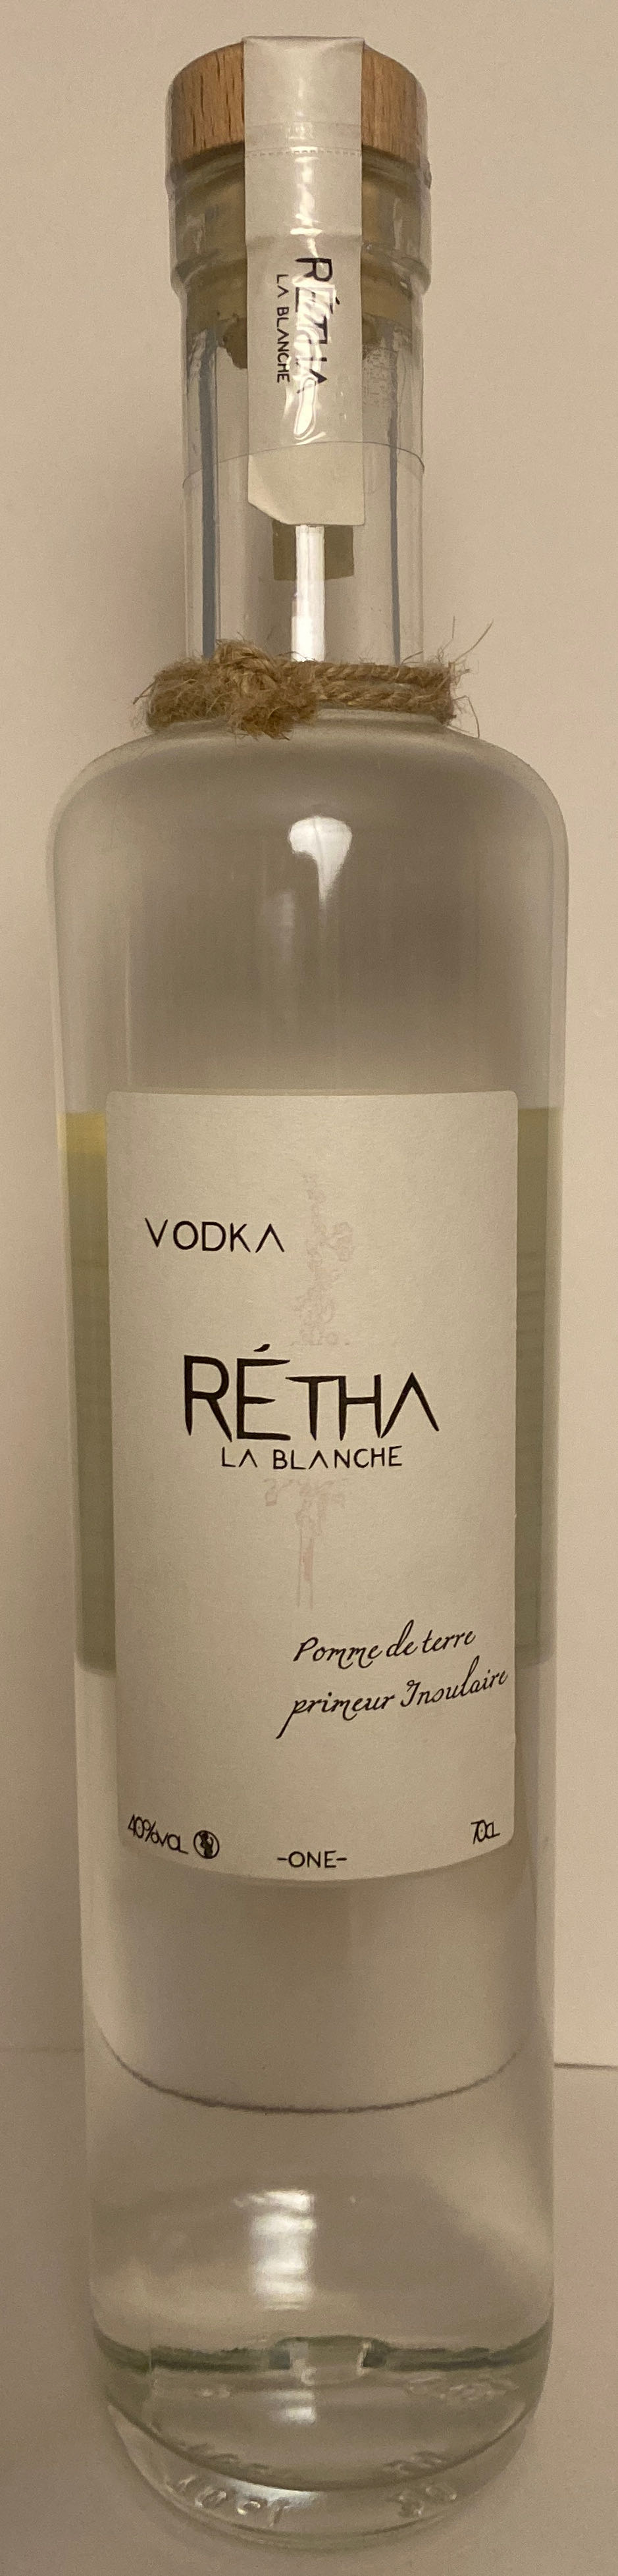 RÉTHA
LA BLANCHE
VODKA
RÉTHA
LA BLANCHE
Pomme de terre
primeur Insulaire
40%VOL
-ONE-
70CL